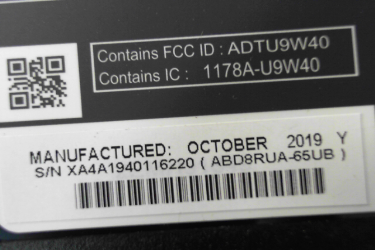 Contains FCC ID : ADTU9W40
Contains IC : 1178A-U9W40
MANUFACTURED: OCTOBER 2019 Y
S/N XA4A1940116220 ( ABD8RUA-65UB )